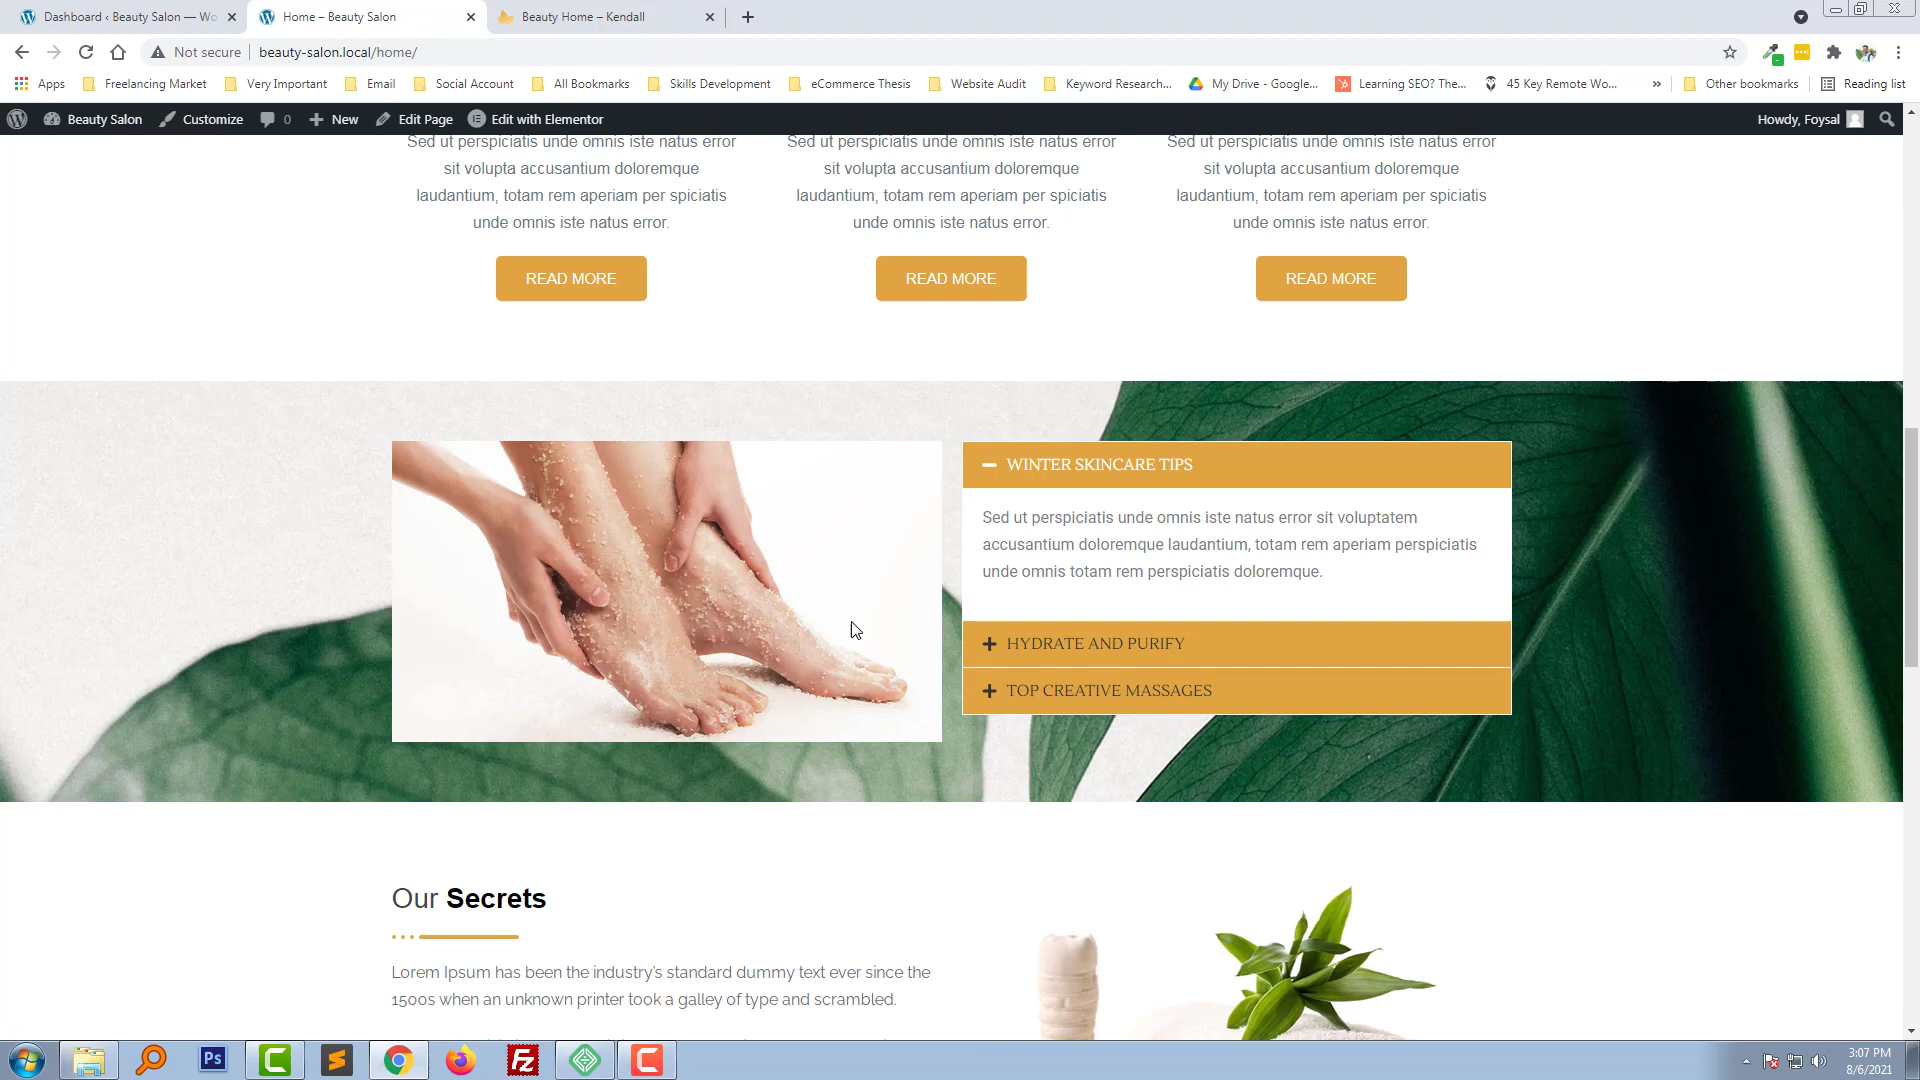 Dashboard ‹ Beauty Salon — Wo
Home – Beauty Salon
Beauty Home – Kendall
Not secure
beauty-salon.local/home/
Apps
Freelancing Market
Very Important
Email
Social Account
All Bookmarks
Skills Development
eCommerce Thesis
Website Audit
Keyword Research...
My Drive - Google...
Learning SEO? The...
45 Key Remote Wo...
»
Other bookmarks
Reading list
Beauty Salon
Customize
0
New
Edit Page
Edit with Elementor
Howdy, Foysal
Sed ut perspiciatis unde omnis iste natus error
sit volupta accusantium doloremque
laudantium, totam rem aperiam per spiciatis
unde omnis iste natus error.
READ MORE
Sed ut perspiciatis unde omnis iste natus error
sit volupta accusantium doloremque
laudantium, totam rem aperiam per spiciatis
unde omnis iste natus error.
READ MORE
Sed ut perspiciatis unde omnis iste natus error
sit volupta accusantium doloremque
laudantium, totam rem aperiam per spiciatis
unde omnis iste natus error.
READ MORE
WINTER SKINCARE TIPS
Sed ut perspiciatis unde omnis iste natus error sit voluptatem
accusantium doloremque laudantium, totam rem aperiam perspiciatis
unde omnis totam rem perspiciatis doloremque.
HYDRATE AND PURIFY
TOP CREATIVE MASSAGES
Our Secrets
Lorem Ipsum has been the industry's standard dummy text ever since the
1500s when an unknown printer took a galley of type and scrambled.
Ps
Fz
3:07 PM
8/6/2021